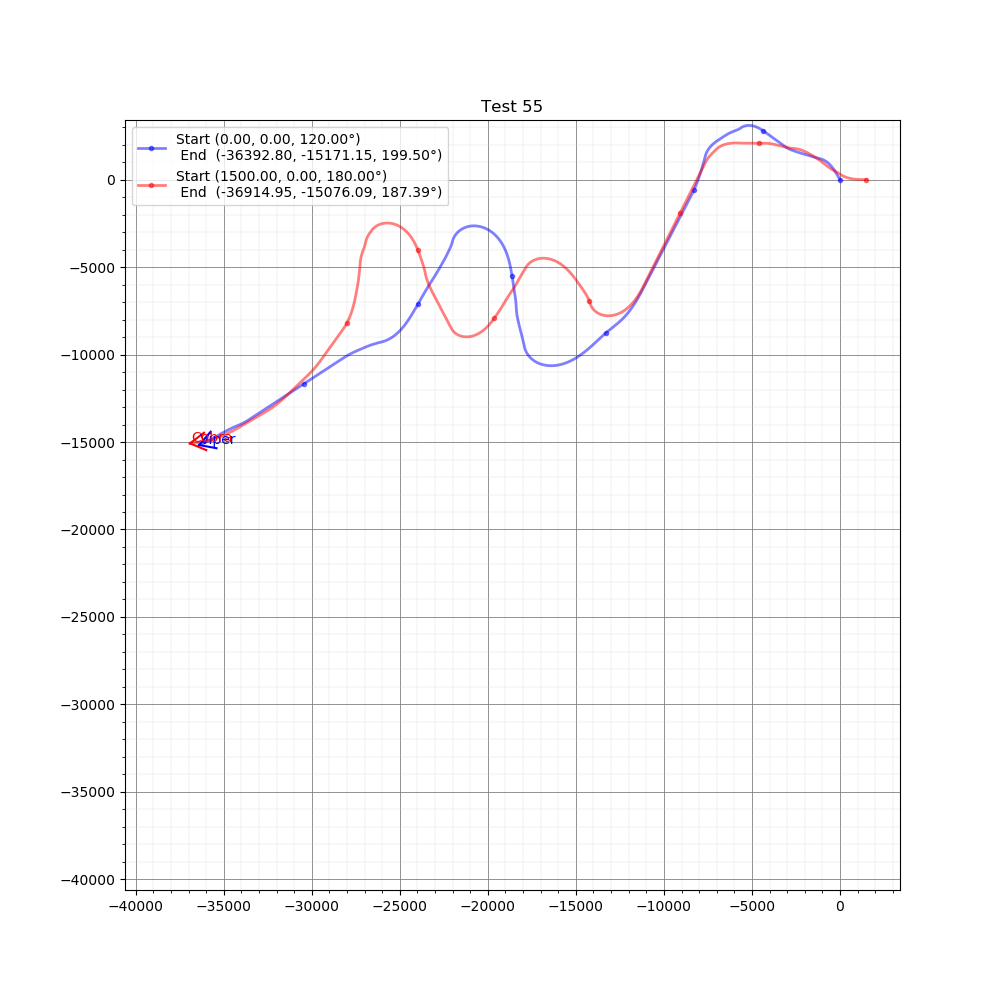 Test 55
Start (0.00, 0.00, 120.00°)
End (-36392.80, -15171.15, 199.50°)
Start (1500.00, 0.00, 180.00°)
End (-36914.95, -15076.09, 187.39°)
0
−5000
−10000
−15000
−20000
−25000
−30000
−35000
−40000
−40000 −35000 −30000 −25000 −20000 −15000 −10000 −5000 0